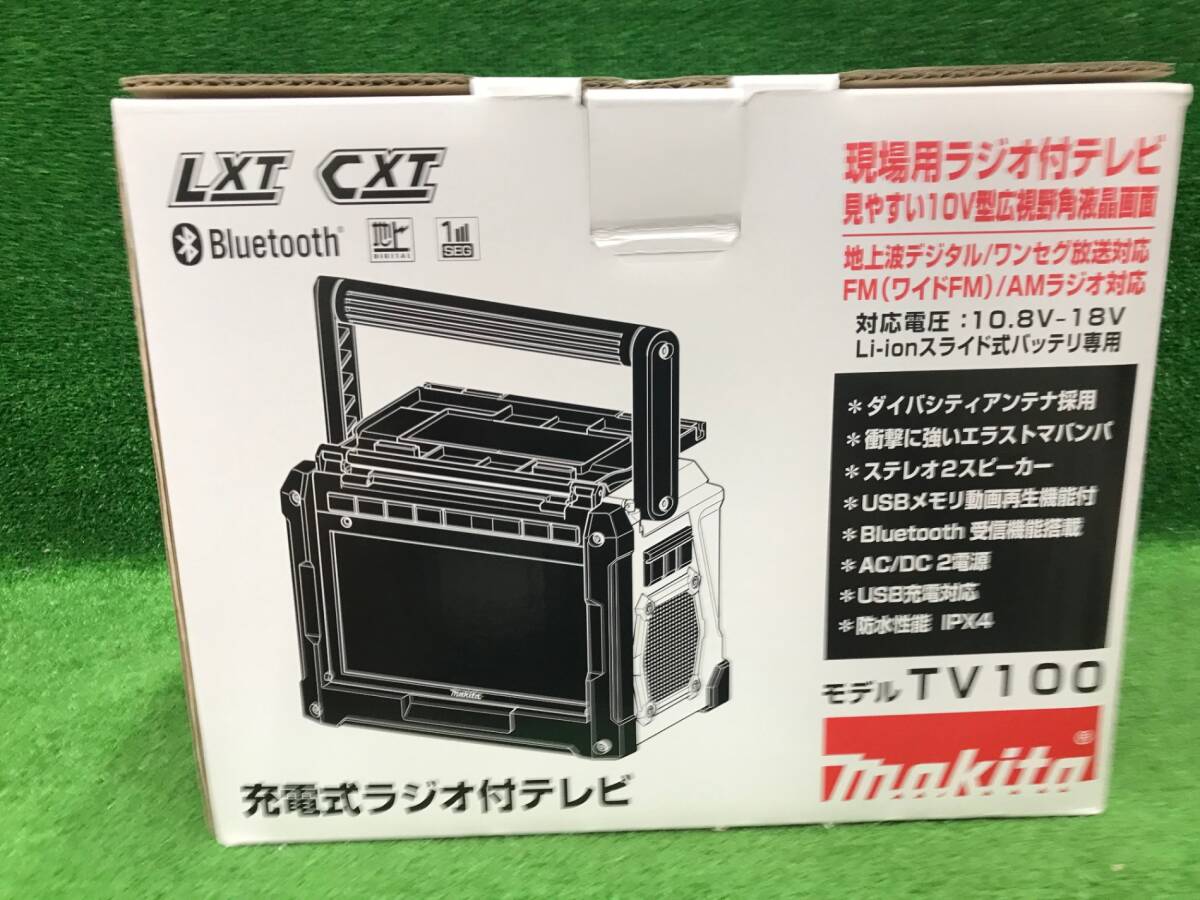 LXT CXT
Bluetooth®
地上 DIGITAL
1 SEG
現場用ラジオ付テレビ
見やすい10V型広視野角液晶画面
地上波デジタル/ワンセグ放送対応
FM(ワイドFM)/AMラジオ対応
対応電圧:10.8V-18V
Li-ionスライド式バッテリ専用
*ダイバシティアンテナ採用
*衝撃に強いエラストマバンパ
*ステレオ2スピーカー
*USBメモリ動画再生機能付
*Bluetooth 受信機能搭載
*AC/DC 2電源
*USB充電対応
*防水性能 IPX4
モデル TV100
makita®
makita
充電式ラジオ付テレビ